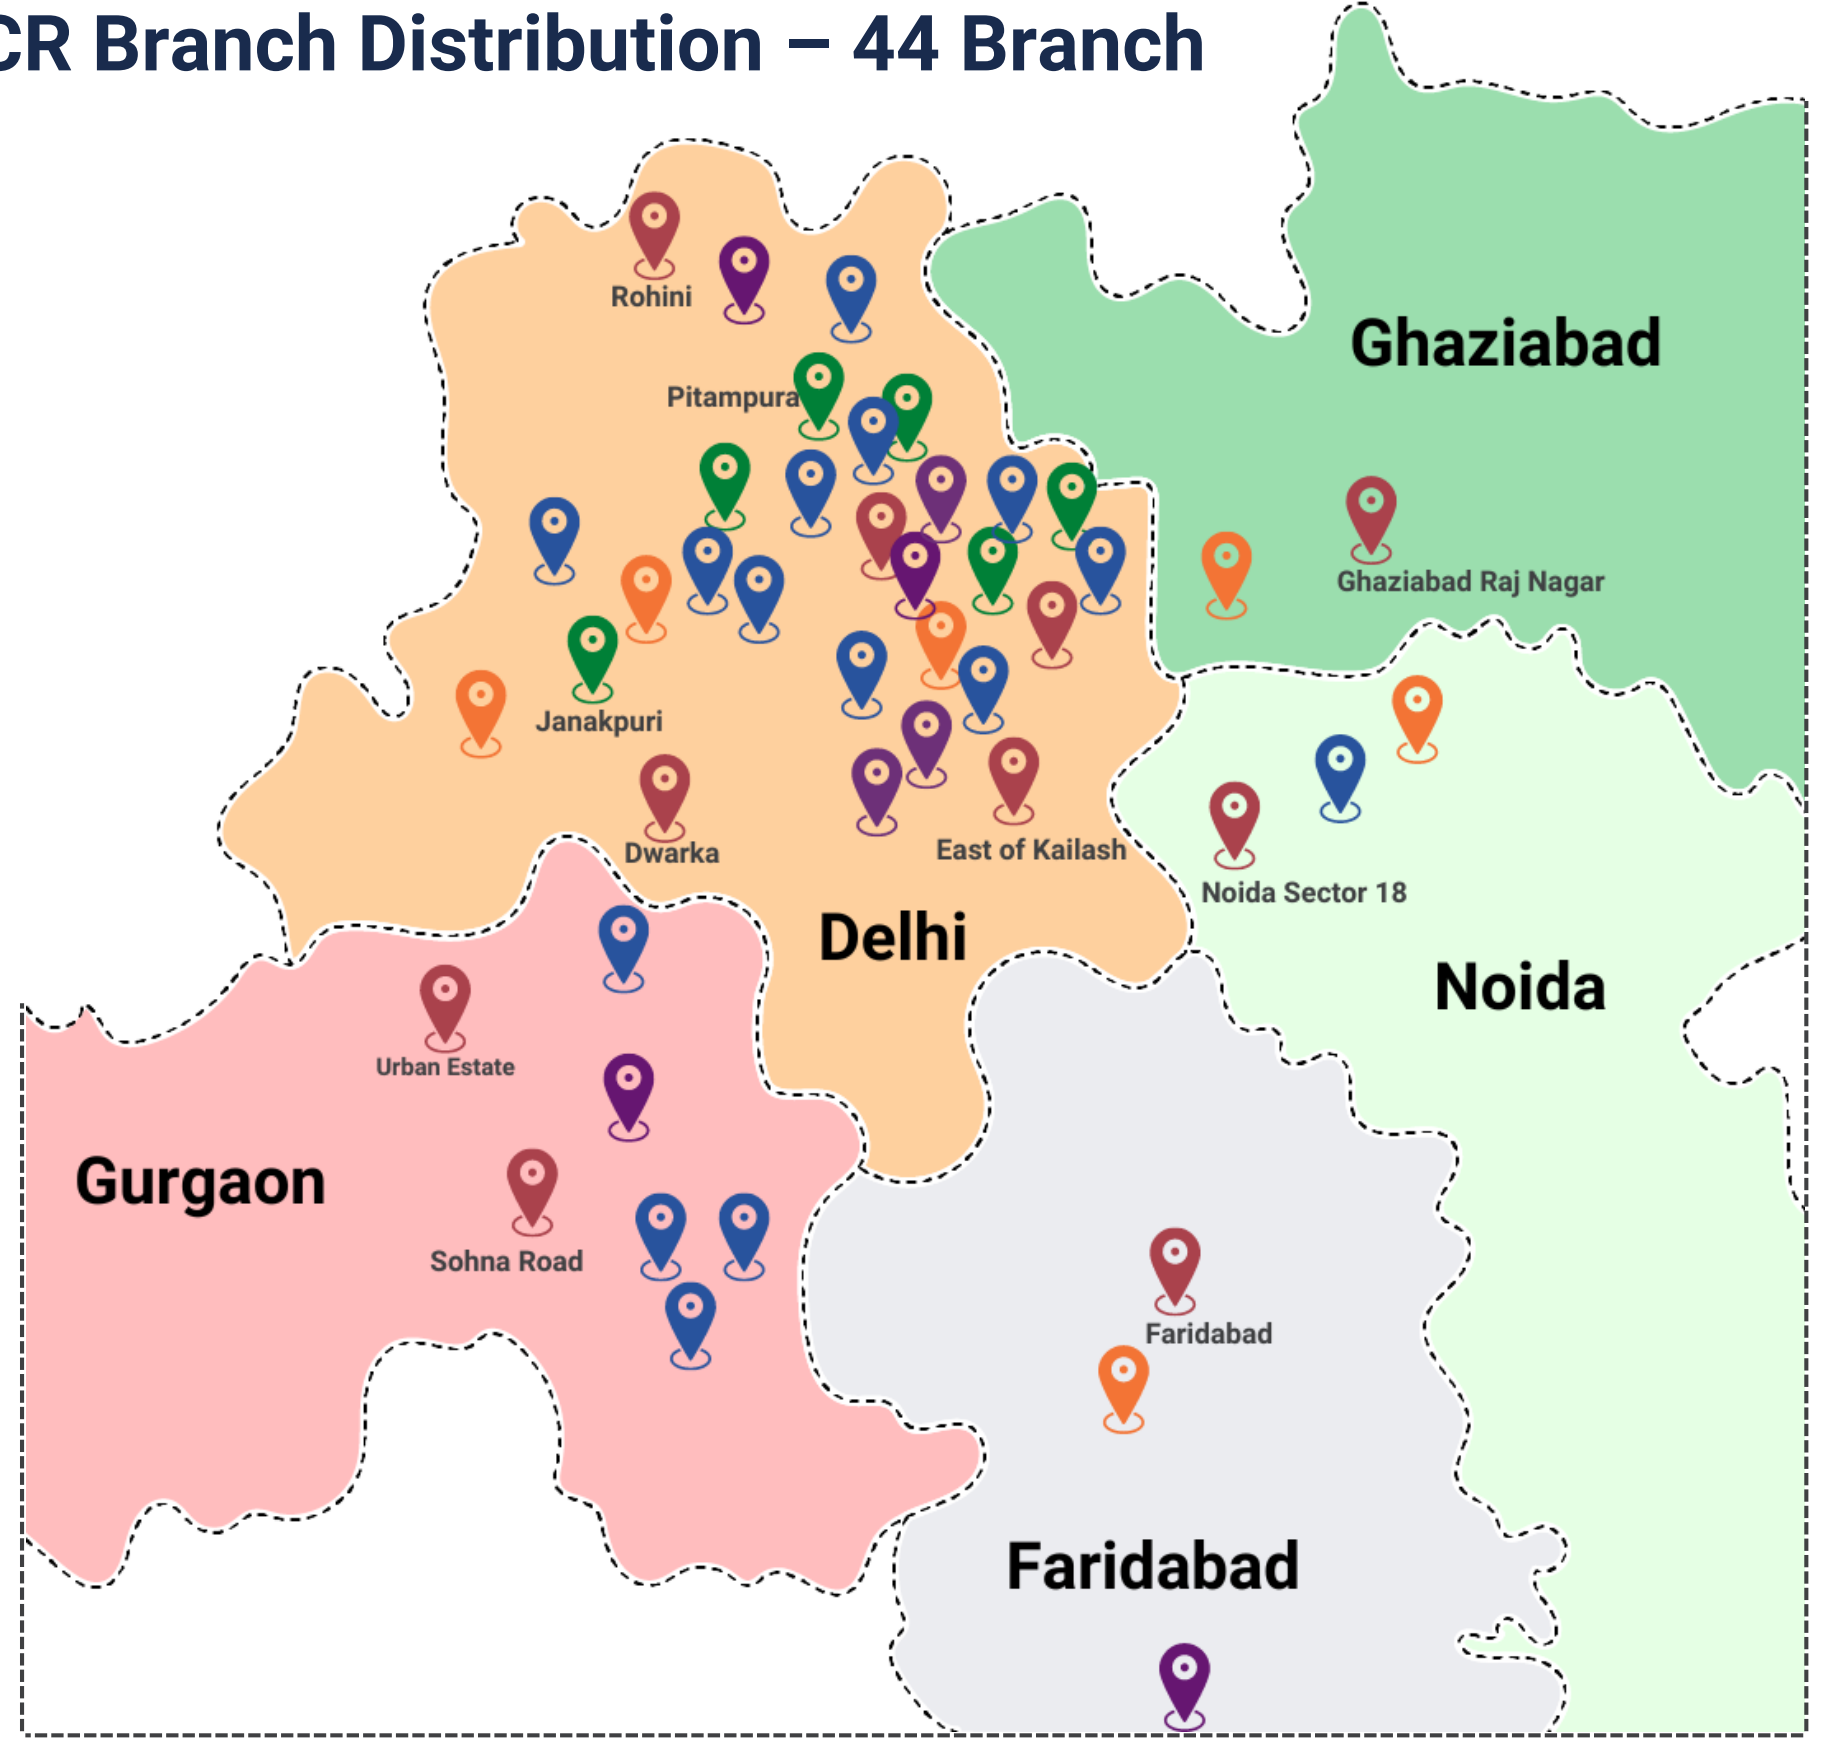 CR Branch Distribution – 44 Branch
Rohini
Ghaziabad
Pitampura
Ghaziabad Raj Nagar
Janakpuri
Dwarka
East of Kailash
Noida Sector 18
Delhi
Noida
Urban Estate
Gurgaon
Sohna Road
Faridabad
Faridabad